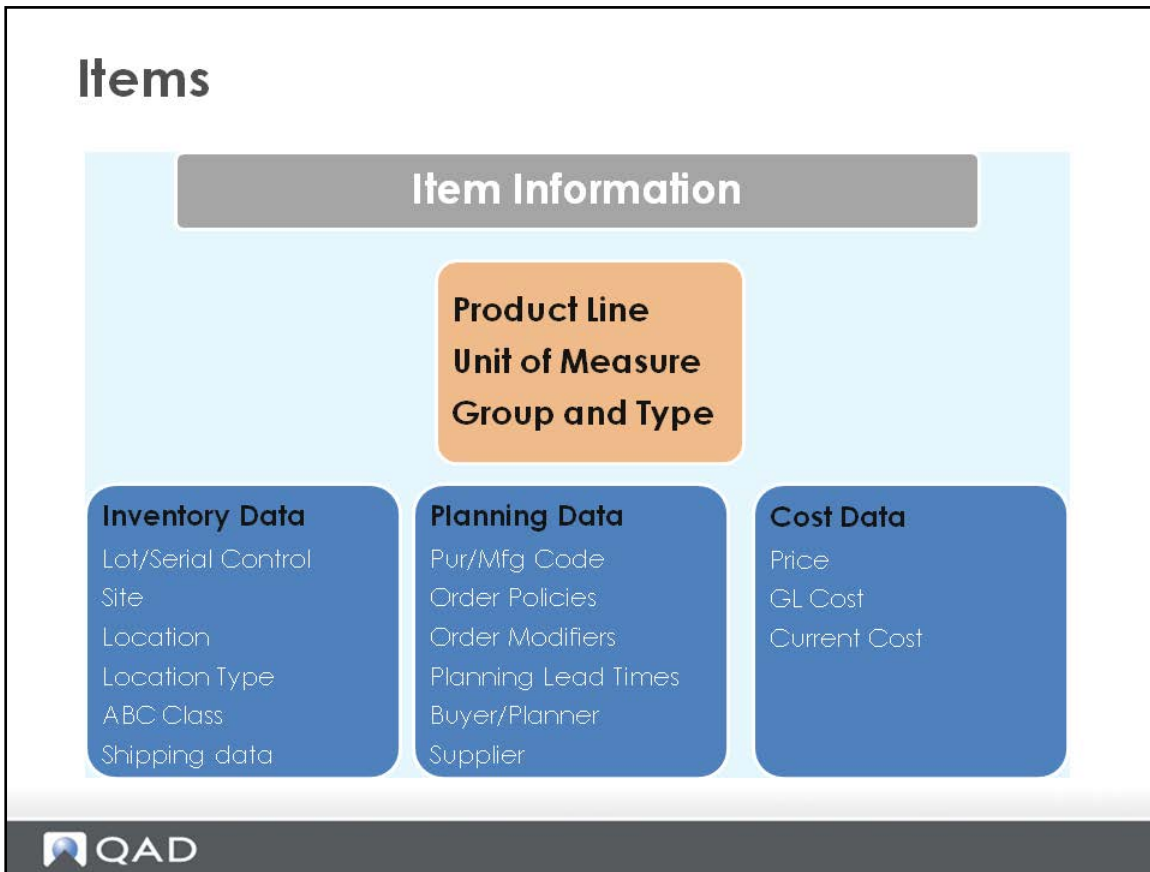 Items
Item Information
Product Line
Unit of Measure
Group and Type
Inventory Data
Lot/Serial Control
Site
Location
Location Type
ABC Class
Shipping data
Planning Data
Pur/Mfg Code
Order Policies
Order Modifiers
Planning Lead Times
Buyer/Planner
Supplier
Cost Data
Price
GL Cost
Current Cost
QAD